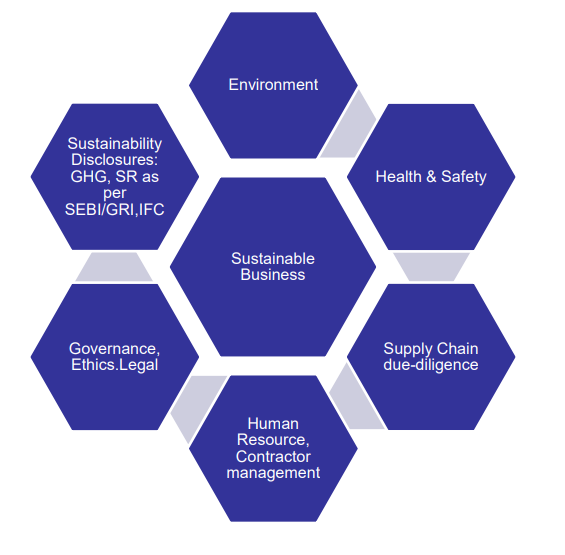 Environment
Health & Safety
Supply Chain
due-diligence
Human
Resource,
Contractor
management
Governance,
Ethics.Legal
Sustainability
Disclosures:
GHG, SR as
per
SEBI/GRI,IFC
Sustainable
Business